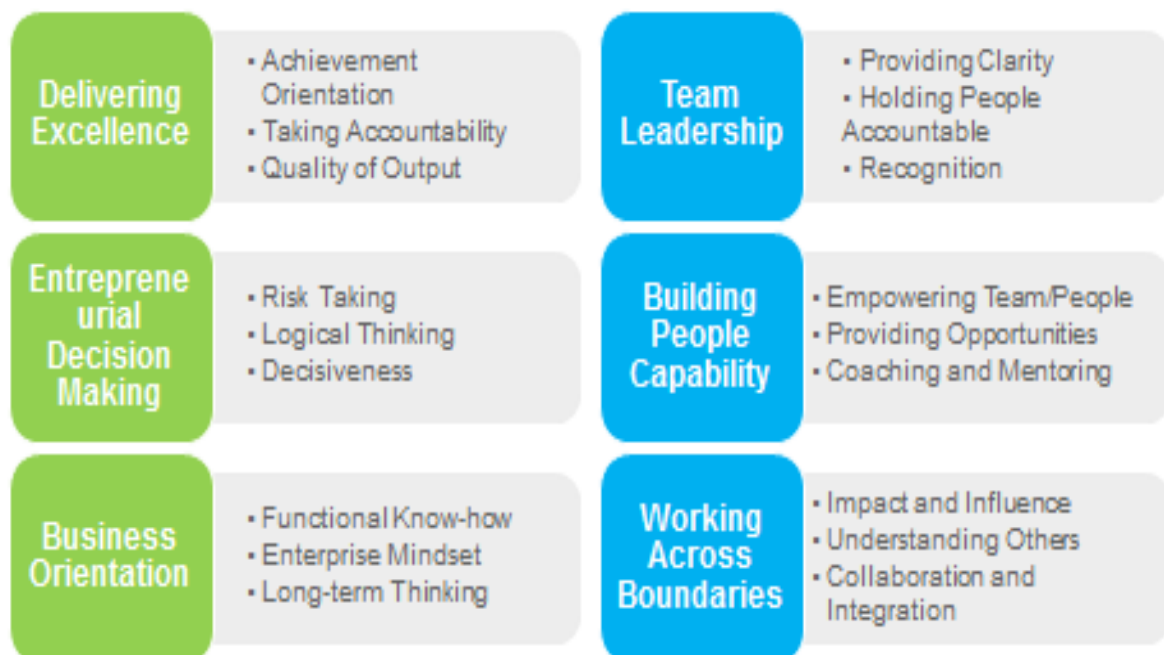 Delivering
Excellence
▪ Achievement
Orientation
▪ Taking Accountability
▪ Quality of Output
Team
Leadership
▪ Providing Clarity
▪ Holding People
Accountable
▪ Recognition
Entreprene
urial
Decision
Making
▪ Risk Taking
▪ Logical Thinking
▪ Decisiveness
Building
People
Capability
▪ Empowering Team/People
▪ Providing Opportunities
▪ Coaching and Mentoring
Business
Orientation
▪ Functional Know-how
▪ Enterprise Mindset
▪ Long-term Thinking
Working
Across
Boundaries
▪ Impact and Influence
▪ Understanding Others
▪ Collaboration and
Integration